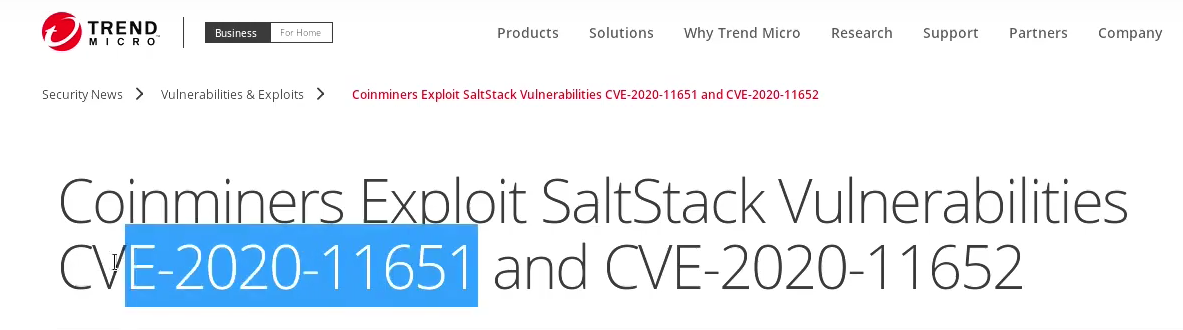 TREND
MICRO
Business
For Home
Products
Solutions
Why Trend Micro
Research
Support
Partners
Company
Security News
Vulnerabilities & Exploits
Coinminers Exploit SaltStack Vulnerabilities CVE-2020-11651 and CVE-2020-11652
Coinminers Exploit SaltStack Vulnerabilities
CVE-2020-11651 and CVE-2020-11652